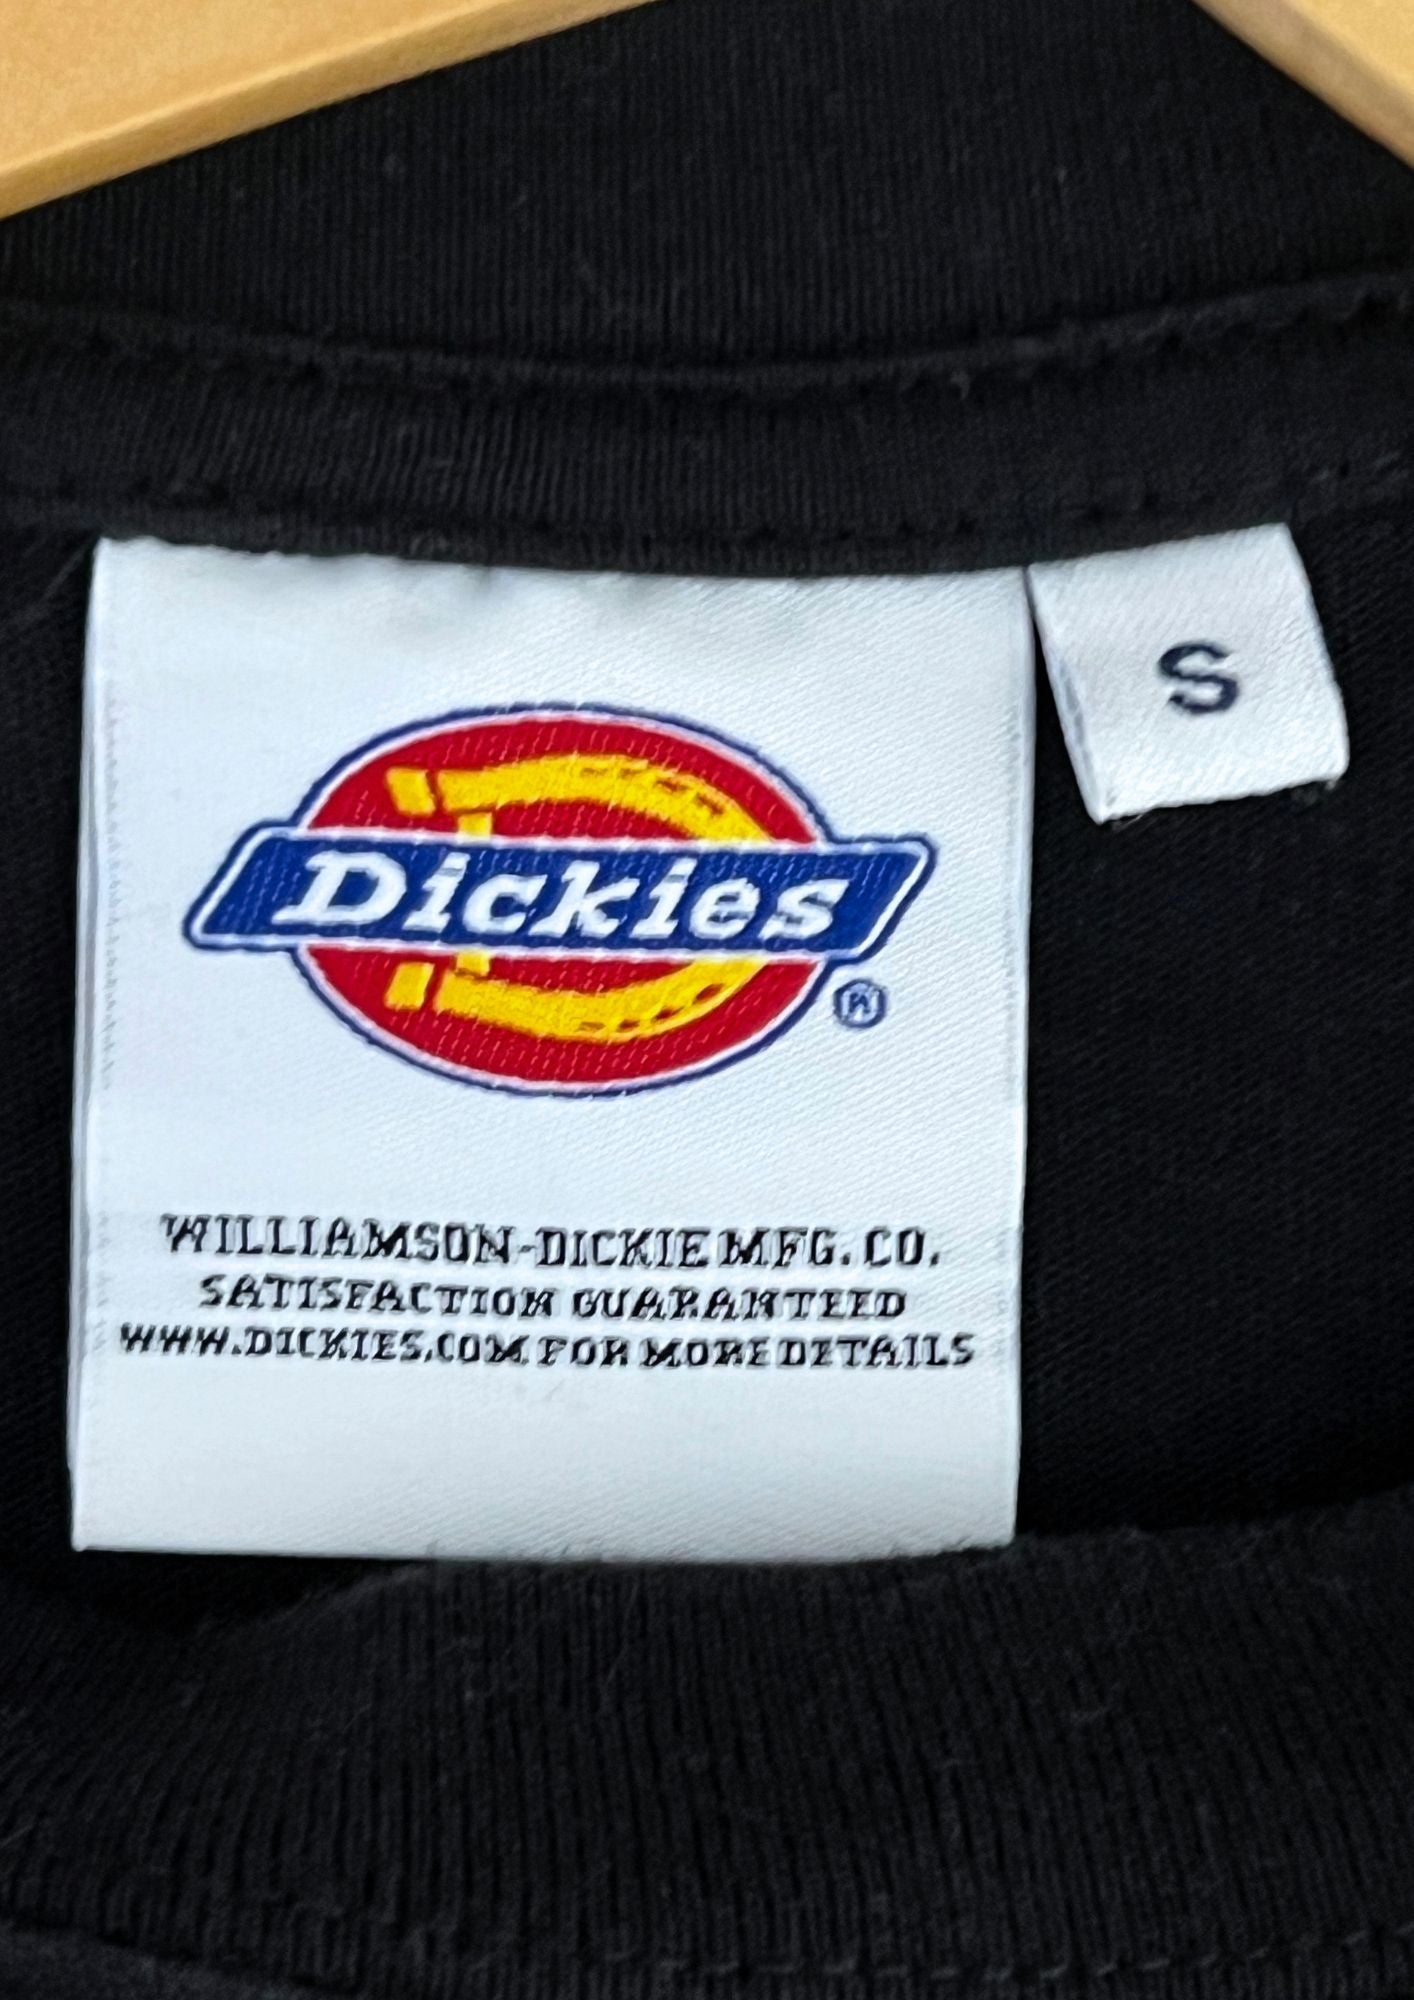 S
Dickies
®
WILLIAMSON-DICKIE MFG. CO.
SATISFACTION GUARANTEED
WWW.DICKIES.COM FOR MORE DETAILS